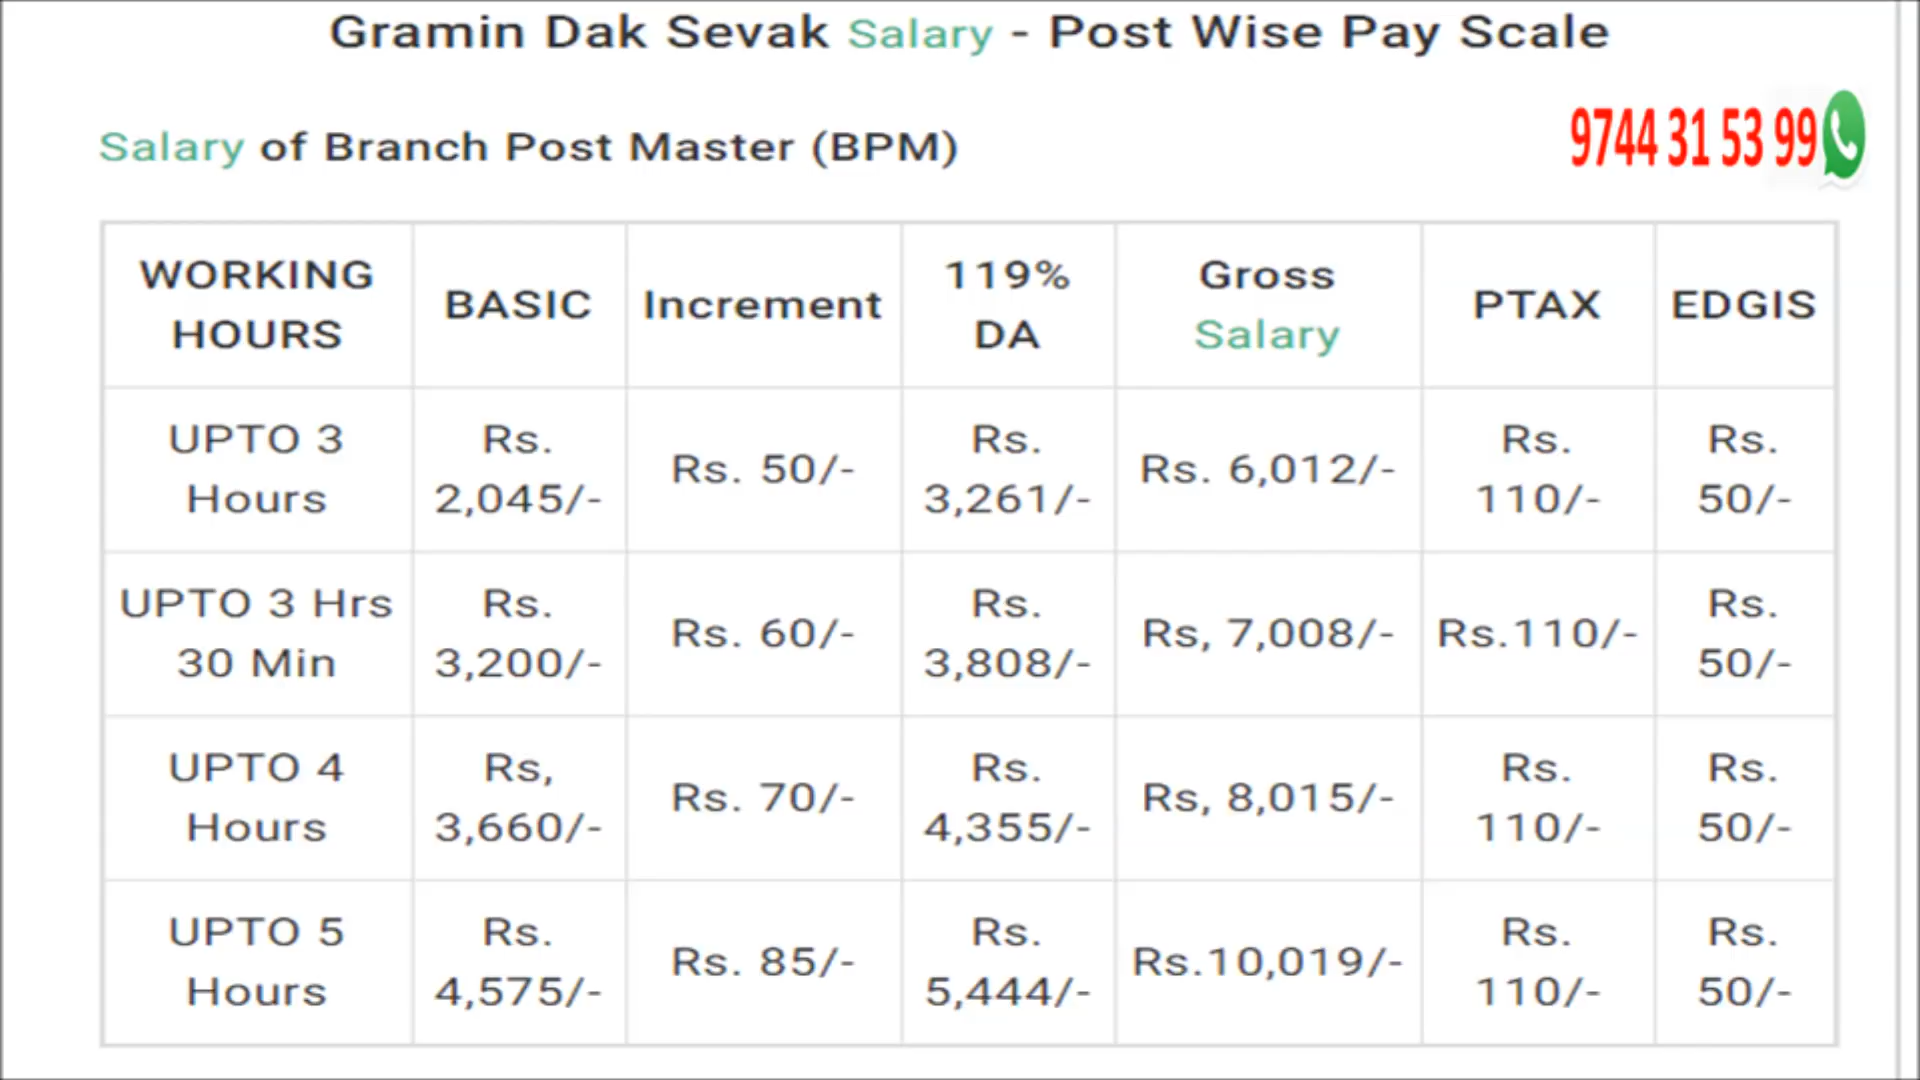 Gramin Dak Sevak Salary - Post Wise Pay Scale
Salary of Branch Post Master (BPM)
9744 31 53 99
WORKING HOURS
BASIC
Increment
119% DA
Gross Salary
PTAX
EDGIS
UPTO 3 Hours
Rs. 2,045/-
Rs. 50/-
Rs. 3,261/-
Rs. 6,012/-
Rs. 110/-
Rs. 50/-
UPTO 3 Hrs 30 Min
Rs. 3,200/-
Rs. 60/-
Rs. 3,808/-
Rs, 7,008/-
Rs.110/-
Rs. 50/-
UPTO 4 Hours
Rs, 3,660/-
Rs. 70/-
Rs. 4,355/-
Rs, 8,015/-
Rs. 110/-
Rs. 50/-
UPTO 5 Hours
Rs. 4,575/-
Rs. 85/-
Rs. 5,444/-
Rs.10,019/-
Rs. 110/-
Rs. 50/-